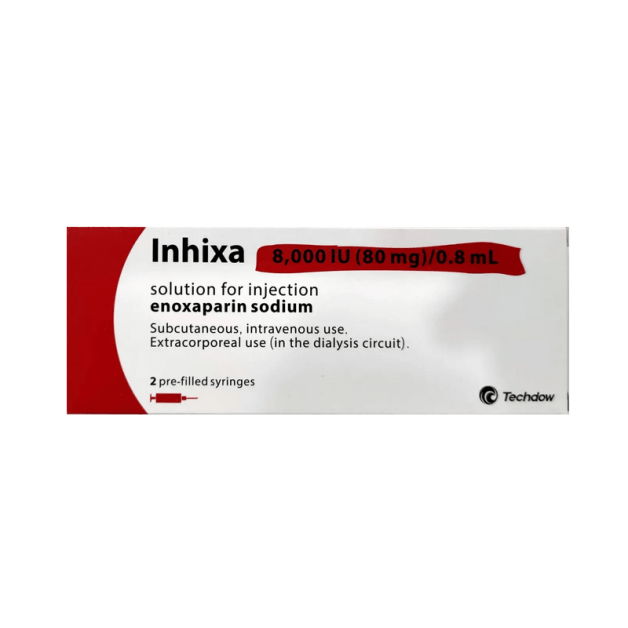 Inhixa 8,000 IU (80 mg)/0.8 mL
solution for injection
enoxaparin sodium
Subcutaneous, intravenous use.
Extracorporeal use (in the dialysis circuit).
2 pre-filled syringes
Techdow